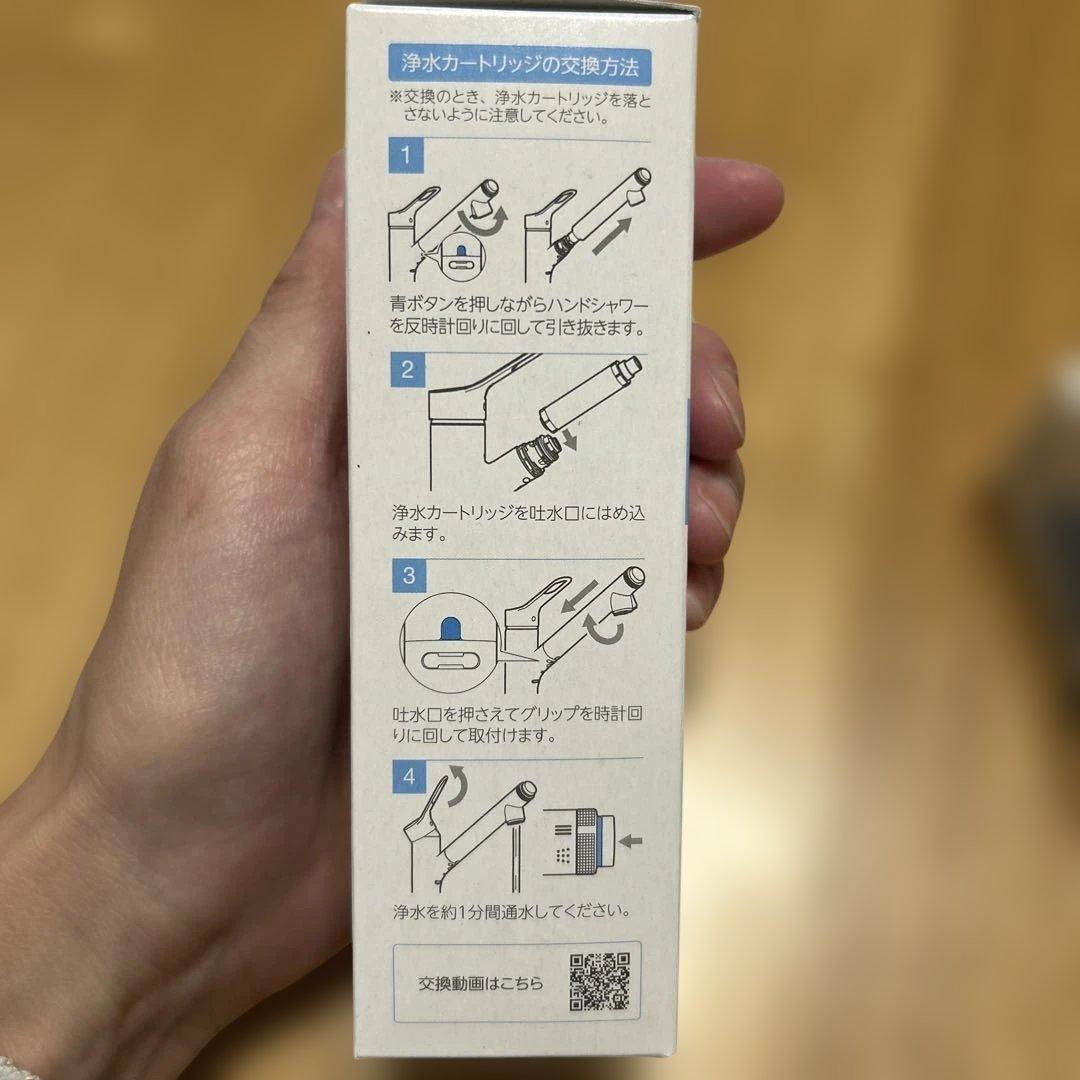 浄水カートリッジの交換方法
※交換のとき、浄水カートリッジを落と
さないように注意してください。
1
青ボタンを押しながらハンドシャワー
を反時計回りに回して引き抜きます。
2
浄水カートリッジを吐水口にはめ込
みます。
3
吐水口を押さえてグリップを時計回
りに回して取付けます。
4
浄水を約1分間通水してください。
交換動画はこちら